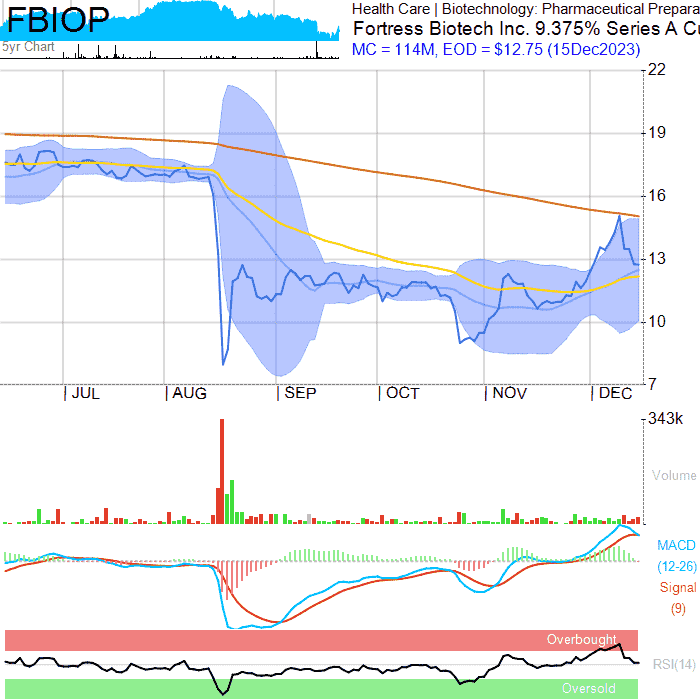 FBIOP
5yr Chart
Health Care | Biotechnology: Pharmaceutical Prepara
Fortress Biotech Inc. 9.375% Series A Cu
MC = 114M, EOD = $12.75 (15Dec2023)
22
19
16
13
10
7
JUL AUG SEP OCT NOV DEC
343k
Volume
MACD
(12-26)
Signal
(9)
Overbought
RSI(14)
Oversold